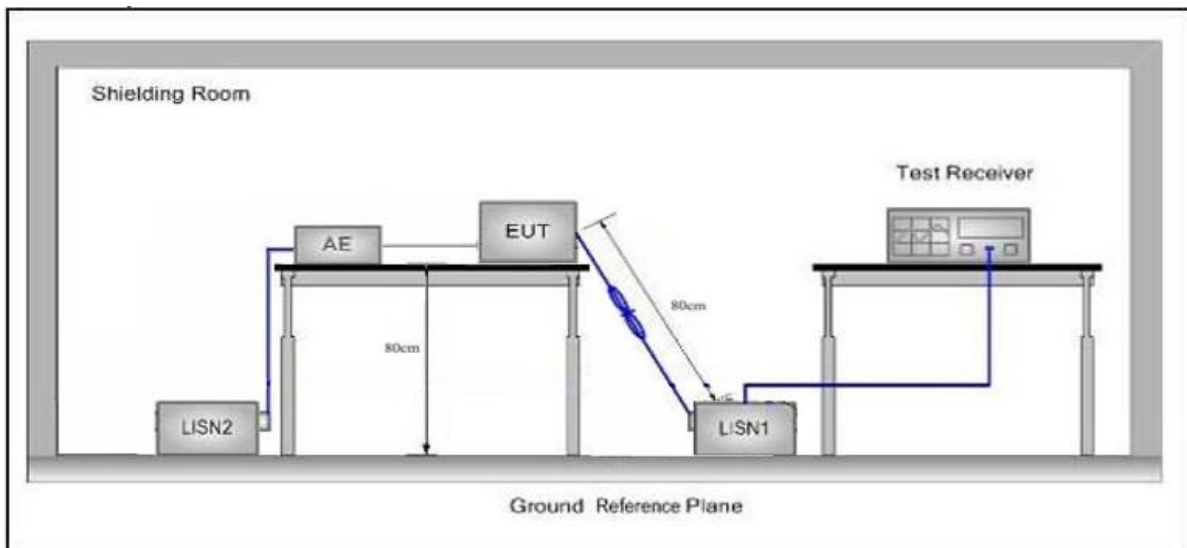 Shielding Room
Test Receiver
EUT
AE
80cm
80cm
LISN2
LISN1
Ground Reference Plane